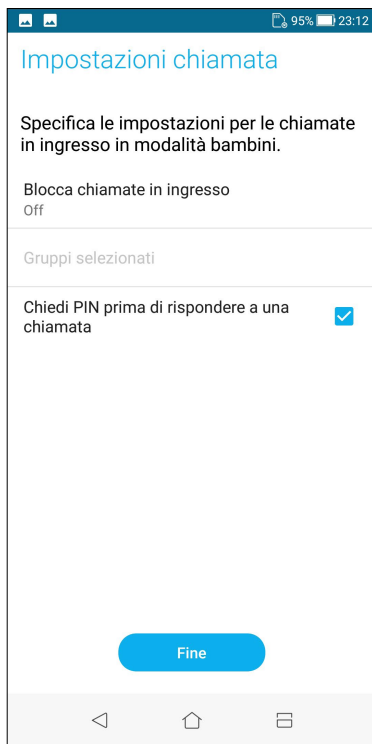 95% 23:12
Impostazioni chiamata
Specifica le impostazioni per le chiamate
in ingresso in modalità bambini.
Blocca chiamate in ingresso
Off
Gruppi selezionati
Chiedi PIN prima di rispondere a una
chiamata
Fine